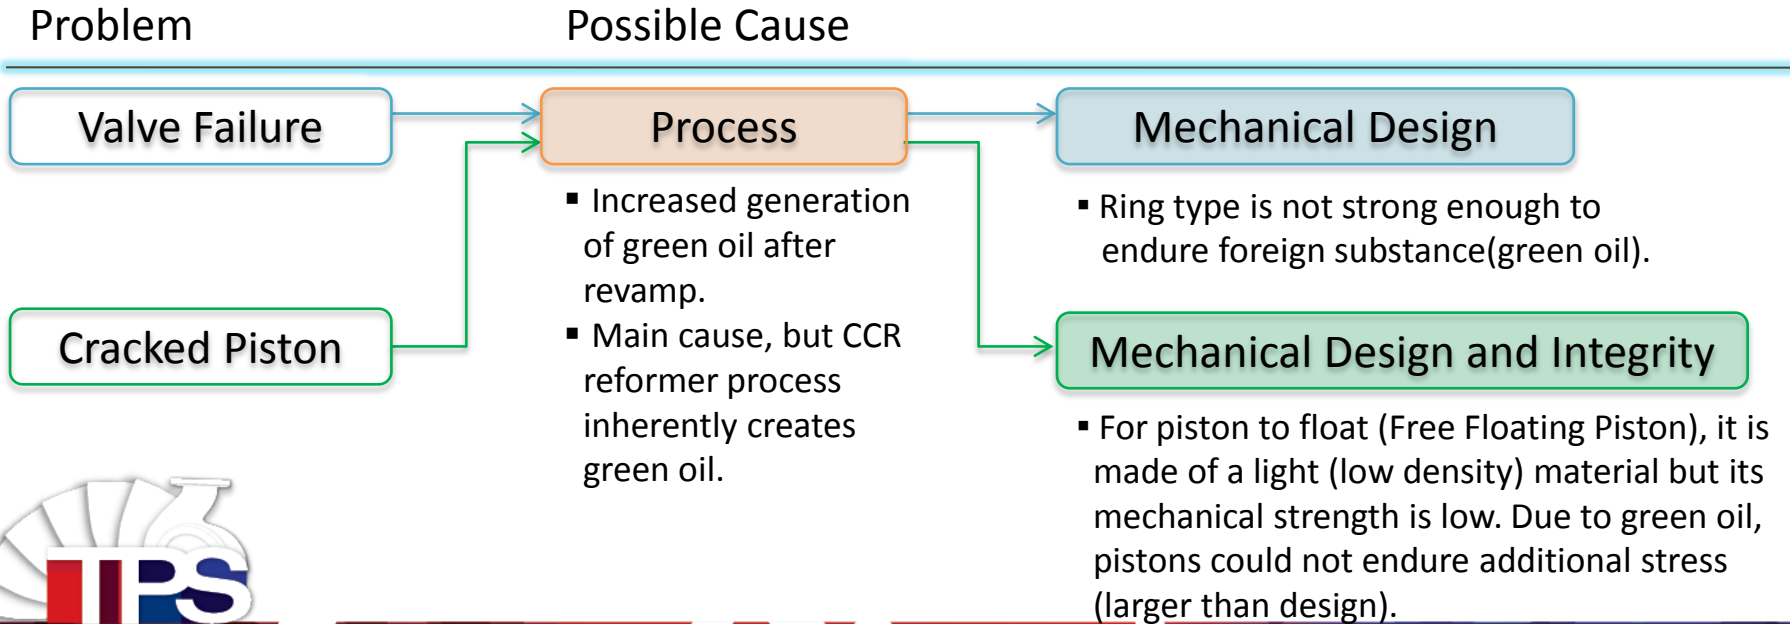 Problem
Possible Cause
Valve Failure
Process
Mechanical Design
▪ Increased generation
of green oil after
revamp.
▪ Main cause, but CCR
reformer process
inherently creates
green oil.
▪ Ring type is not strong enough to
endure foreign substance(green oil).
Cracked Piston
Mechanical Design and Integrity
▪ For piston to float (Free Floating Piston), it is
made of a light (low density) material but its
mechanical strength is low. Due to green oil,
pistons could not endure additional stress
(larger than design).
TPS